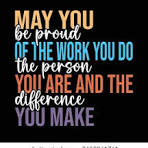 MAY YOU
be proud
OF THE WORK YOU DO
the person
YOU ARE AND THE
difference
YOU MAKE